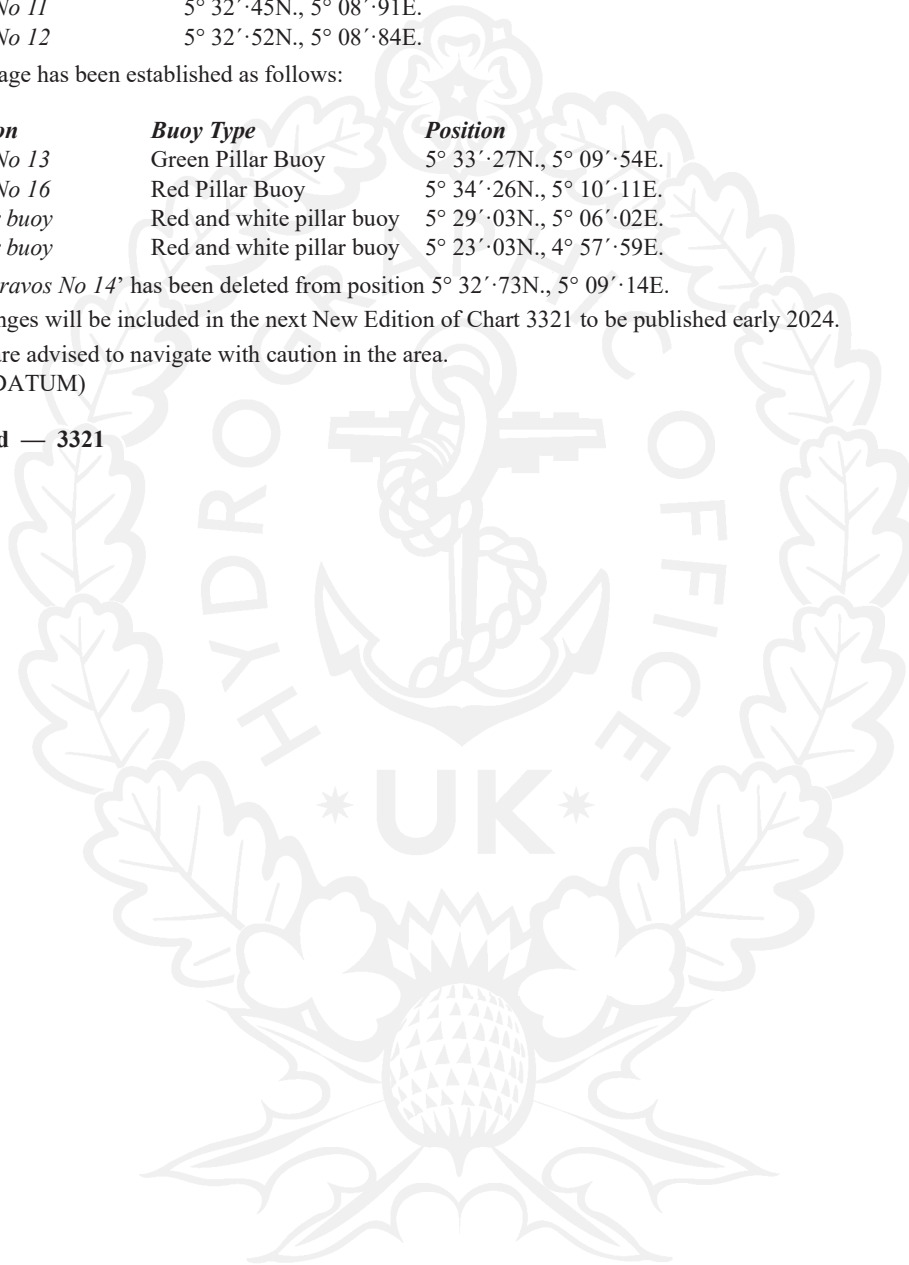 No 11 5° 32´·45N., 5° 08´·91E.
No 12 5° 32´·52N., 5° 08´·84E.
age has been established as follows:
on Buoy Type Position
No 13 Green Pillar Buoy 5° 33´·27N., 5° 09´·54E.
No 16 Red Pillar Buoy 5° 34´·26N., 5° 10´·11E.
buoy Red and white pillar buoy 5° 29´·03N., 5° 06´·02E.
buoy Red and white pillar buoy 5° 23´·03N., 4° 57´·59E.
ravos No 14’ has been deleted from position 5° 32´·73N., 5° 09´·14E.
nges will be included in the next New Edition of Chart 3321 to be published early 2024.
are advised to navigate with caution in the area.
DATUM)
d — 3321
HYDROGRAPHIC OFFICE
UK